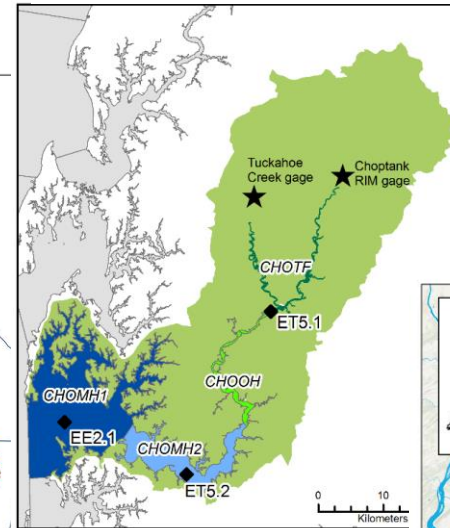 Tuckahoe
Creek gage
Choptank
RIM gage
CHOTF
ET5.1
CHOOH
CHOMH1
EE2.1
CHOMH2
ET5.2
0 10
Kilometers